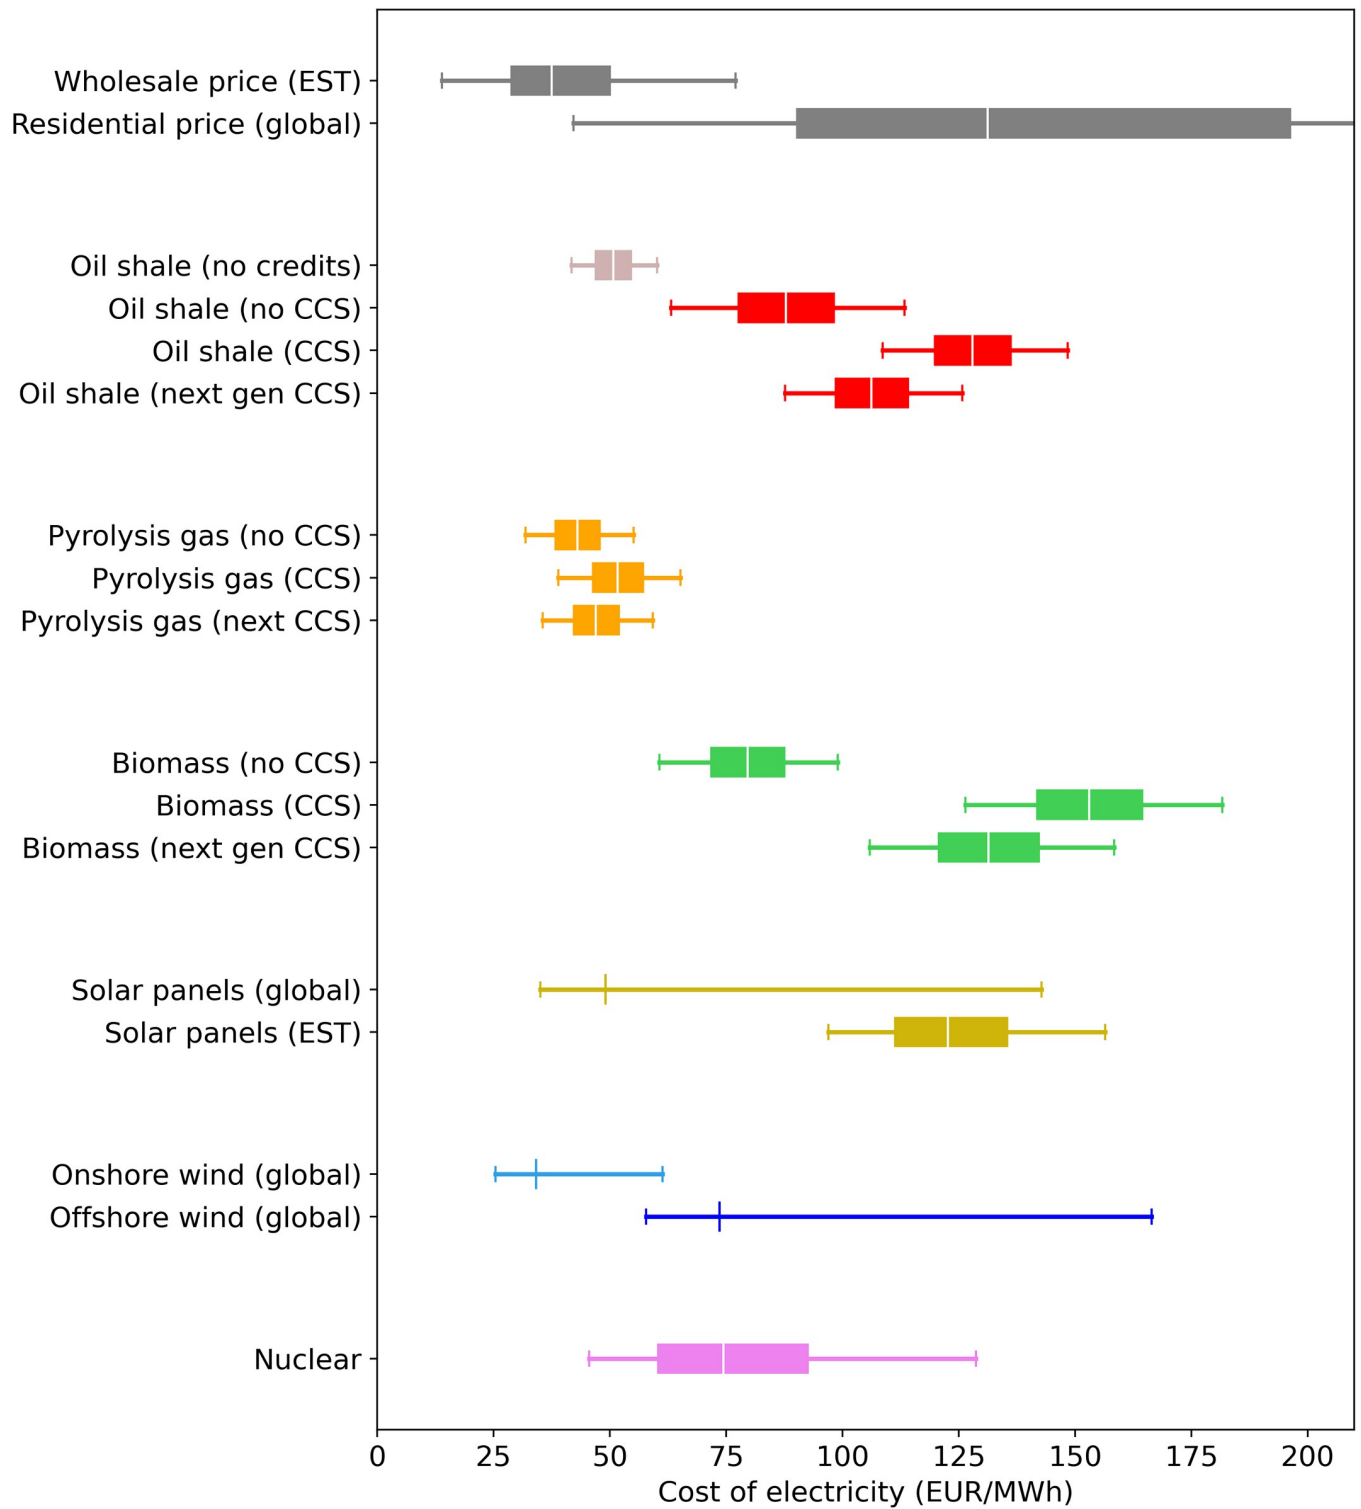 Wholesale price (EST)
Residential price (global)
Oil shale (no credits)
Oil shale (no CCS)
Oil shale (CCS)
Oil shale (next gen CCS)
Pyrolysis gas (no CCS)
Pyrolysis gas (CCS)
Pyrolysis gas (next CCS)
Biomass (no CCS)
Biomass (CCS)
Biomass (next gen CCS)
Solar panels (global)
Solar panels (EST)
Onshore wind (global)
Offshore wind (global)
Nuclear
0 25 50 75 100 125 150 175 200
Cost of electricity (EUR/MWh)